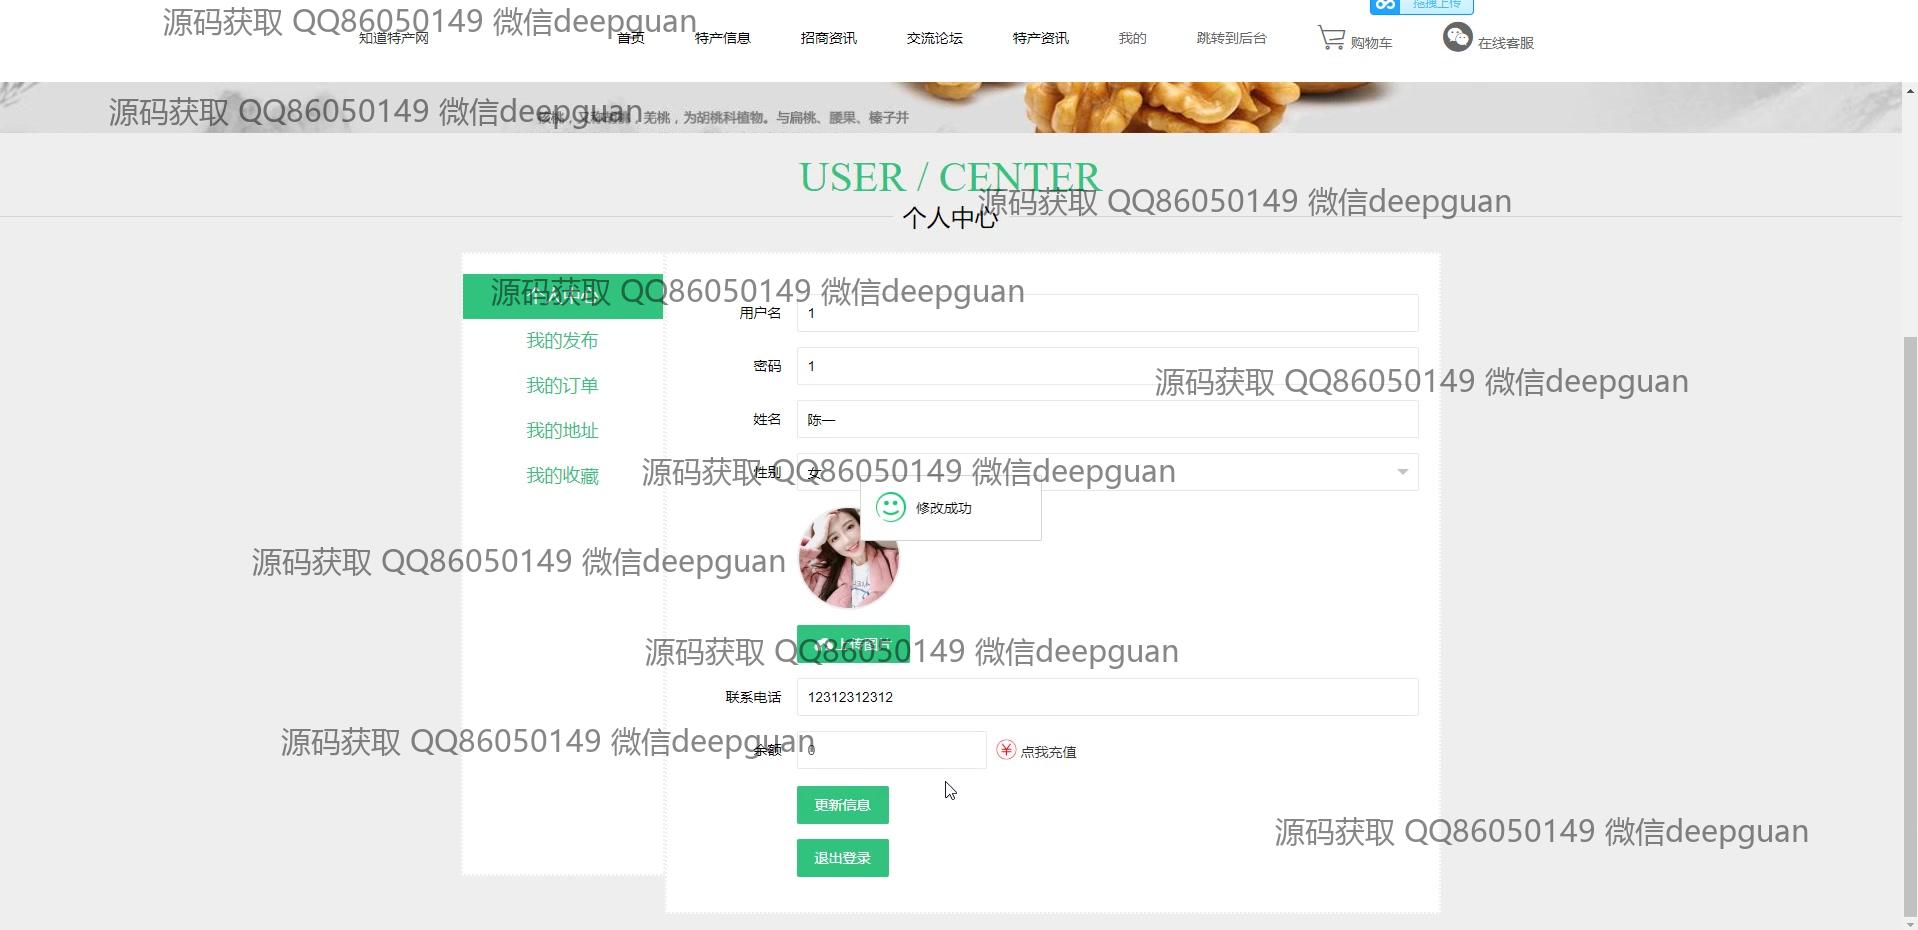 拖拽上传
源码获取 QQ86050149 微信deepguan
知道特产网 首页 特产信息 招商资讯 交流论坛 特产资讯 我的 跳转到后台 购物车 在线客服
源码获取 QQ86050149 微信deepguan
羌桃，为胡桃科植物。与扁桃、腰果、榛子并
USER / CENTER
源码获取 QQ86050149 微信deepguan
个人中心
个人中心
源码获取 QQ86050149 微信deepguan
用户名 1
我的发布
密码 1
源码获取 QQ86050149 微信deepguan
我的订单
姓名 陈一
我的地址
源码获取 QQ86050149 微信deepguan
性别 女
我的收藏
修改成功
源码获取 QQ86050149 微信deepguan
上传图片
源码获取 QQ86050149 微信deepguan
联系电话 12312312312
源码获取 QQ86050149 微信deepguan
余额 0 点我充值
更新信息
源码获取 QQ86050149 微信deepguan
退出登录